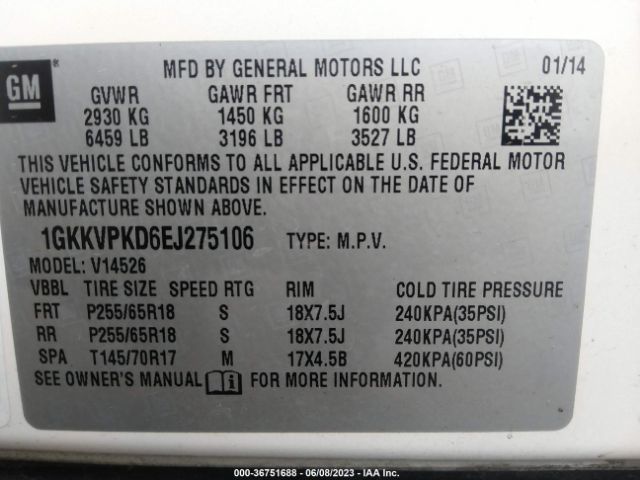 GM ®
MFD BY GENERAL MOTORS LLC 01/14
GVWR GAWR FRT GAWR RR
2930 KG 1450 KG 1600 KG
6459 LB 3196 LB 3527 LB
THIS VEHICLE CONFORMS TO ALL APPLICABLE U.S. FEDERAL MOTOR
VEHICLE SAFETY STANDARDS IN EFFECT ON THE DATE OF
MANUFACTURE SHOWN ABOVE.
1GKKVPKD6EJ275106 TYPE: M.P.V.
MODEL: V14526
VBBL TIRE SIZE SPEED RTG RIM COLD TIRE PRESSURE
FRT P255/65R18 S 18X7.5J 240KPA(35PSI)
RR P255/65R18 S 18X7.5J 240KPA(35PSI)
SPA T145/70R17 M 17X4.5B 420KPA(60PSI)
SEE OWNER'S MANUAL i FOR MORE INFORMATION.
000-36751688 - 06/08/2023 - IAA Inc.